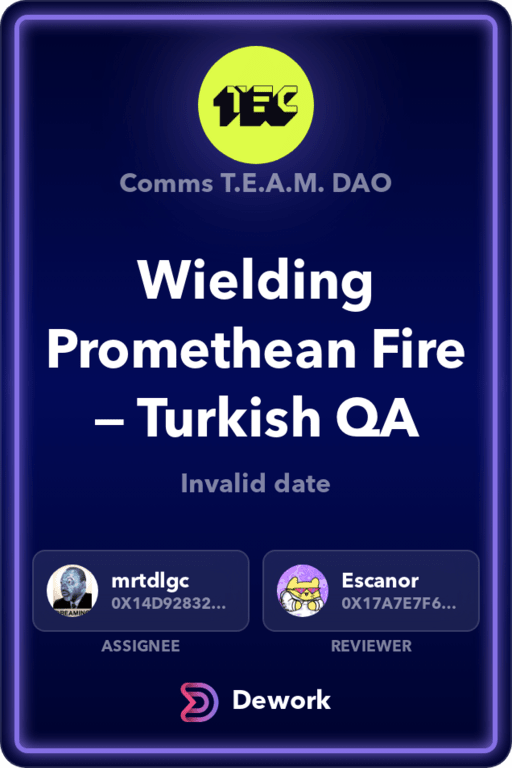 TEC
Comms T.E.A.M. DAO
Wielding
Promethean Fire
– Turkish QA
Invalid date
mrtdlgc
0X14D92832...
ASSIGNEE
Escanor
0X17A7E7F6...
REVIEWER
Dework